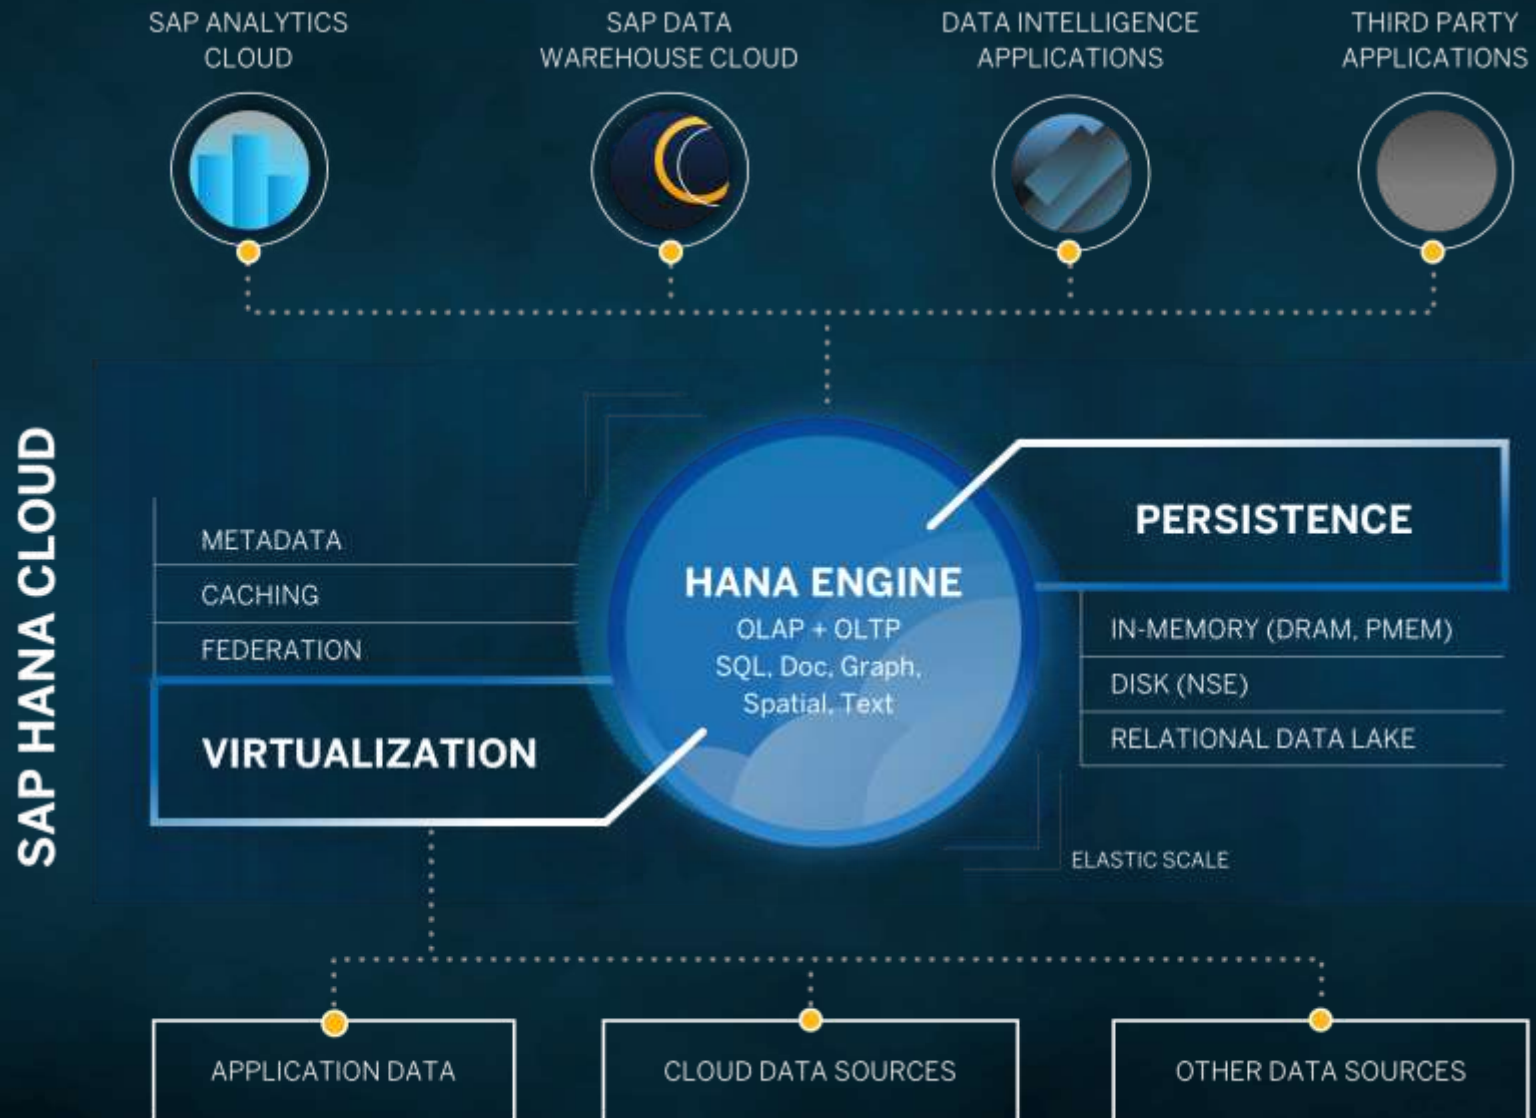 SAP ANALYTICS
CLOUD
SAP DATA
WAREHOUSE CLOUD
DATA INTELLIGENCE
APPLICATIONS
THIRD PARTY
APPLICATIONS
SAP HANA CLOUD
METADATA
CACHING
FEDERATION
VIRTUALIZATION
HANA ENGINE
OLAP + OLTP
SQL, Doc, Graph,
Spatial, Text
PERSISTENCE
IN-MEMORY (DRAM, PMEM)
DISK (NSE)
RELATIONAL DATA LAKE
ELASTIC SCALE
APPLICATION DATA
CLOUD DATA SOURCES
OTHER DATA SOURCES